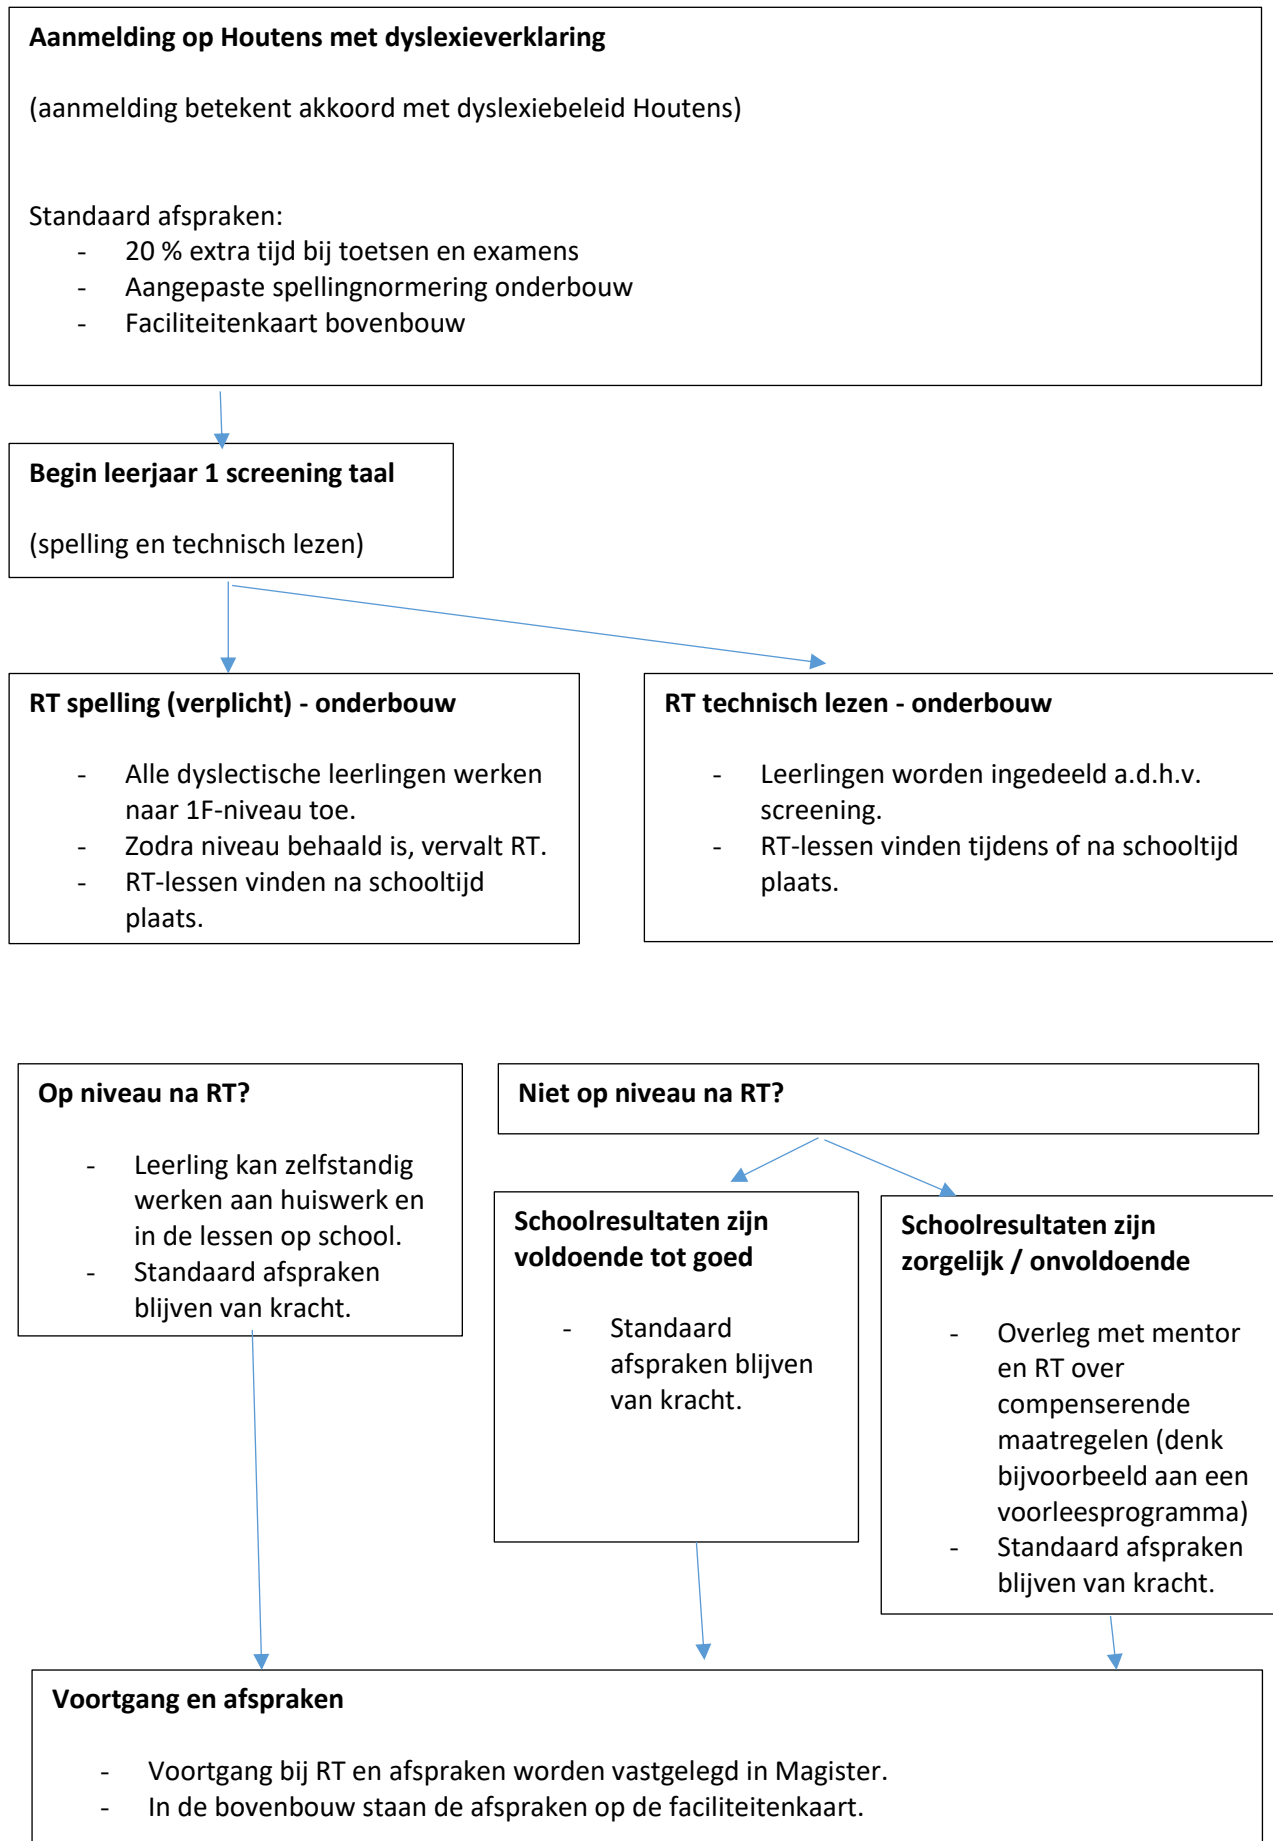 Aanmelding op Houtens met dyslexieverklaring
(aanmelding betekent akkoord met dyslexiebeleid Houtens)
Standaard afspraken:
- 20 % extra tijd bij toetsen en examens
- Aangepaste spellingnormering onderbouw
- Faciliteitenkaart bovenbouw
Begin leerjaar 1 screening taal
(spelling en technisch lezen)
RT spelling (verplicht) - onderbouw
- Alle dyslectische leerlingen werken
naar 1F-niveau toe.
- Zodra niveau behaald is, vervalt RT.
- RT-lessen vinden na schooltijd
plaats.
RT technisch lezen - onderbouw
- Leerlingen worden ingedeeld a.d.h.v.
screening.
- RT-lessen vinden tijdens of na schooltijd
plaats.
Op niveau na RT?
- Leerling kan zelfstandig
werken aan huiswerk en
in de lessen op school.
- Standaard afspraken
blijven van kracht.
Niet op niveau na RT?
Schoolresultaten zijn
voldoende tot goed
- Standaard
afspraken blijven
van kracht.
Schoolresultaten zijn
zorgelijk / onvoldoende
- Overleg met mentor
en RT over
compenserende
maatregelen (denk
bijvoorbeeld aan een
voorleesprogramma)
- Standaard afspraken
blijven van kracht.
Voortgang en afspraken
- Voortgang bij RT en afspraken worden vastgelegd in Magister.
- In de bovenbouw staan de afspraken op de faciliteitenkaart.